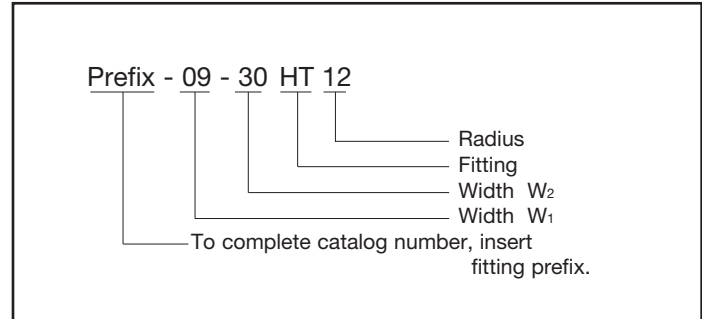 Prefix - 09 - 30 HT 12
Radius
Fitting
Width W₂
Width W₁
To complete catalog number, insert
fitting prefix.